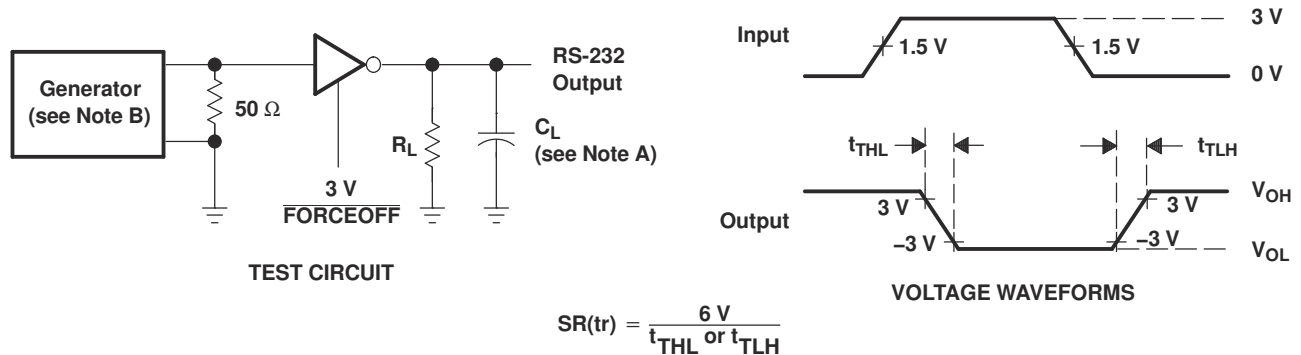 Generator
(see Note B)
50 Ω
3 V
FORCEOFF
R_L
C_L
(see Note A)
RS-232
Output
TEST CIRCUIT
Input
1.5 V
1.5 V
3 V
0 V
t_THL
t_TLH
Output
3 V
–3 V
3 V
–3 V
V_OH
V_OL
VOLTAGE WAVEFORMS
SR(tr) = 6 V / t_THL or t_TLH